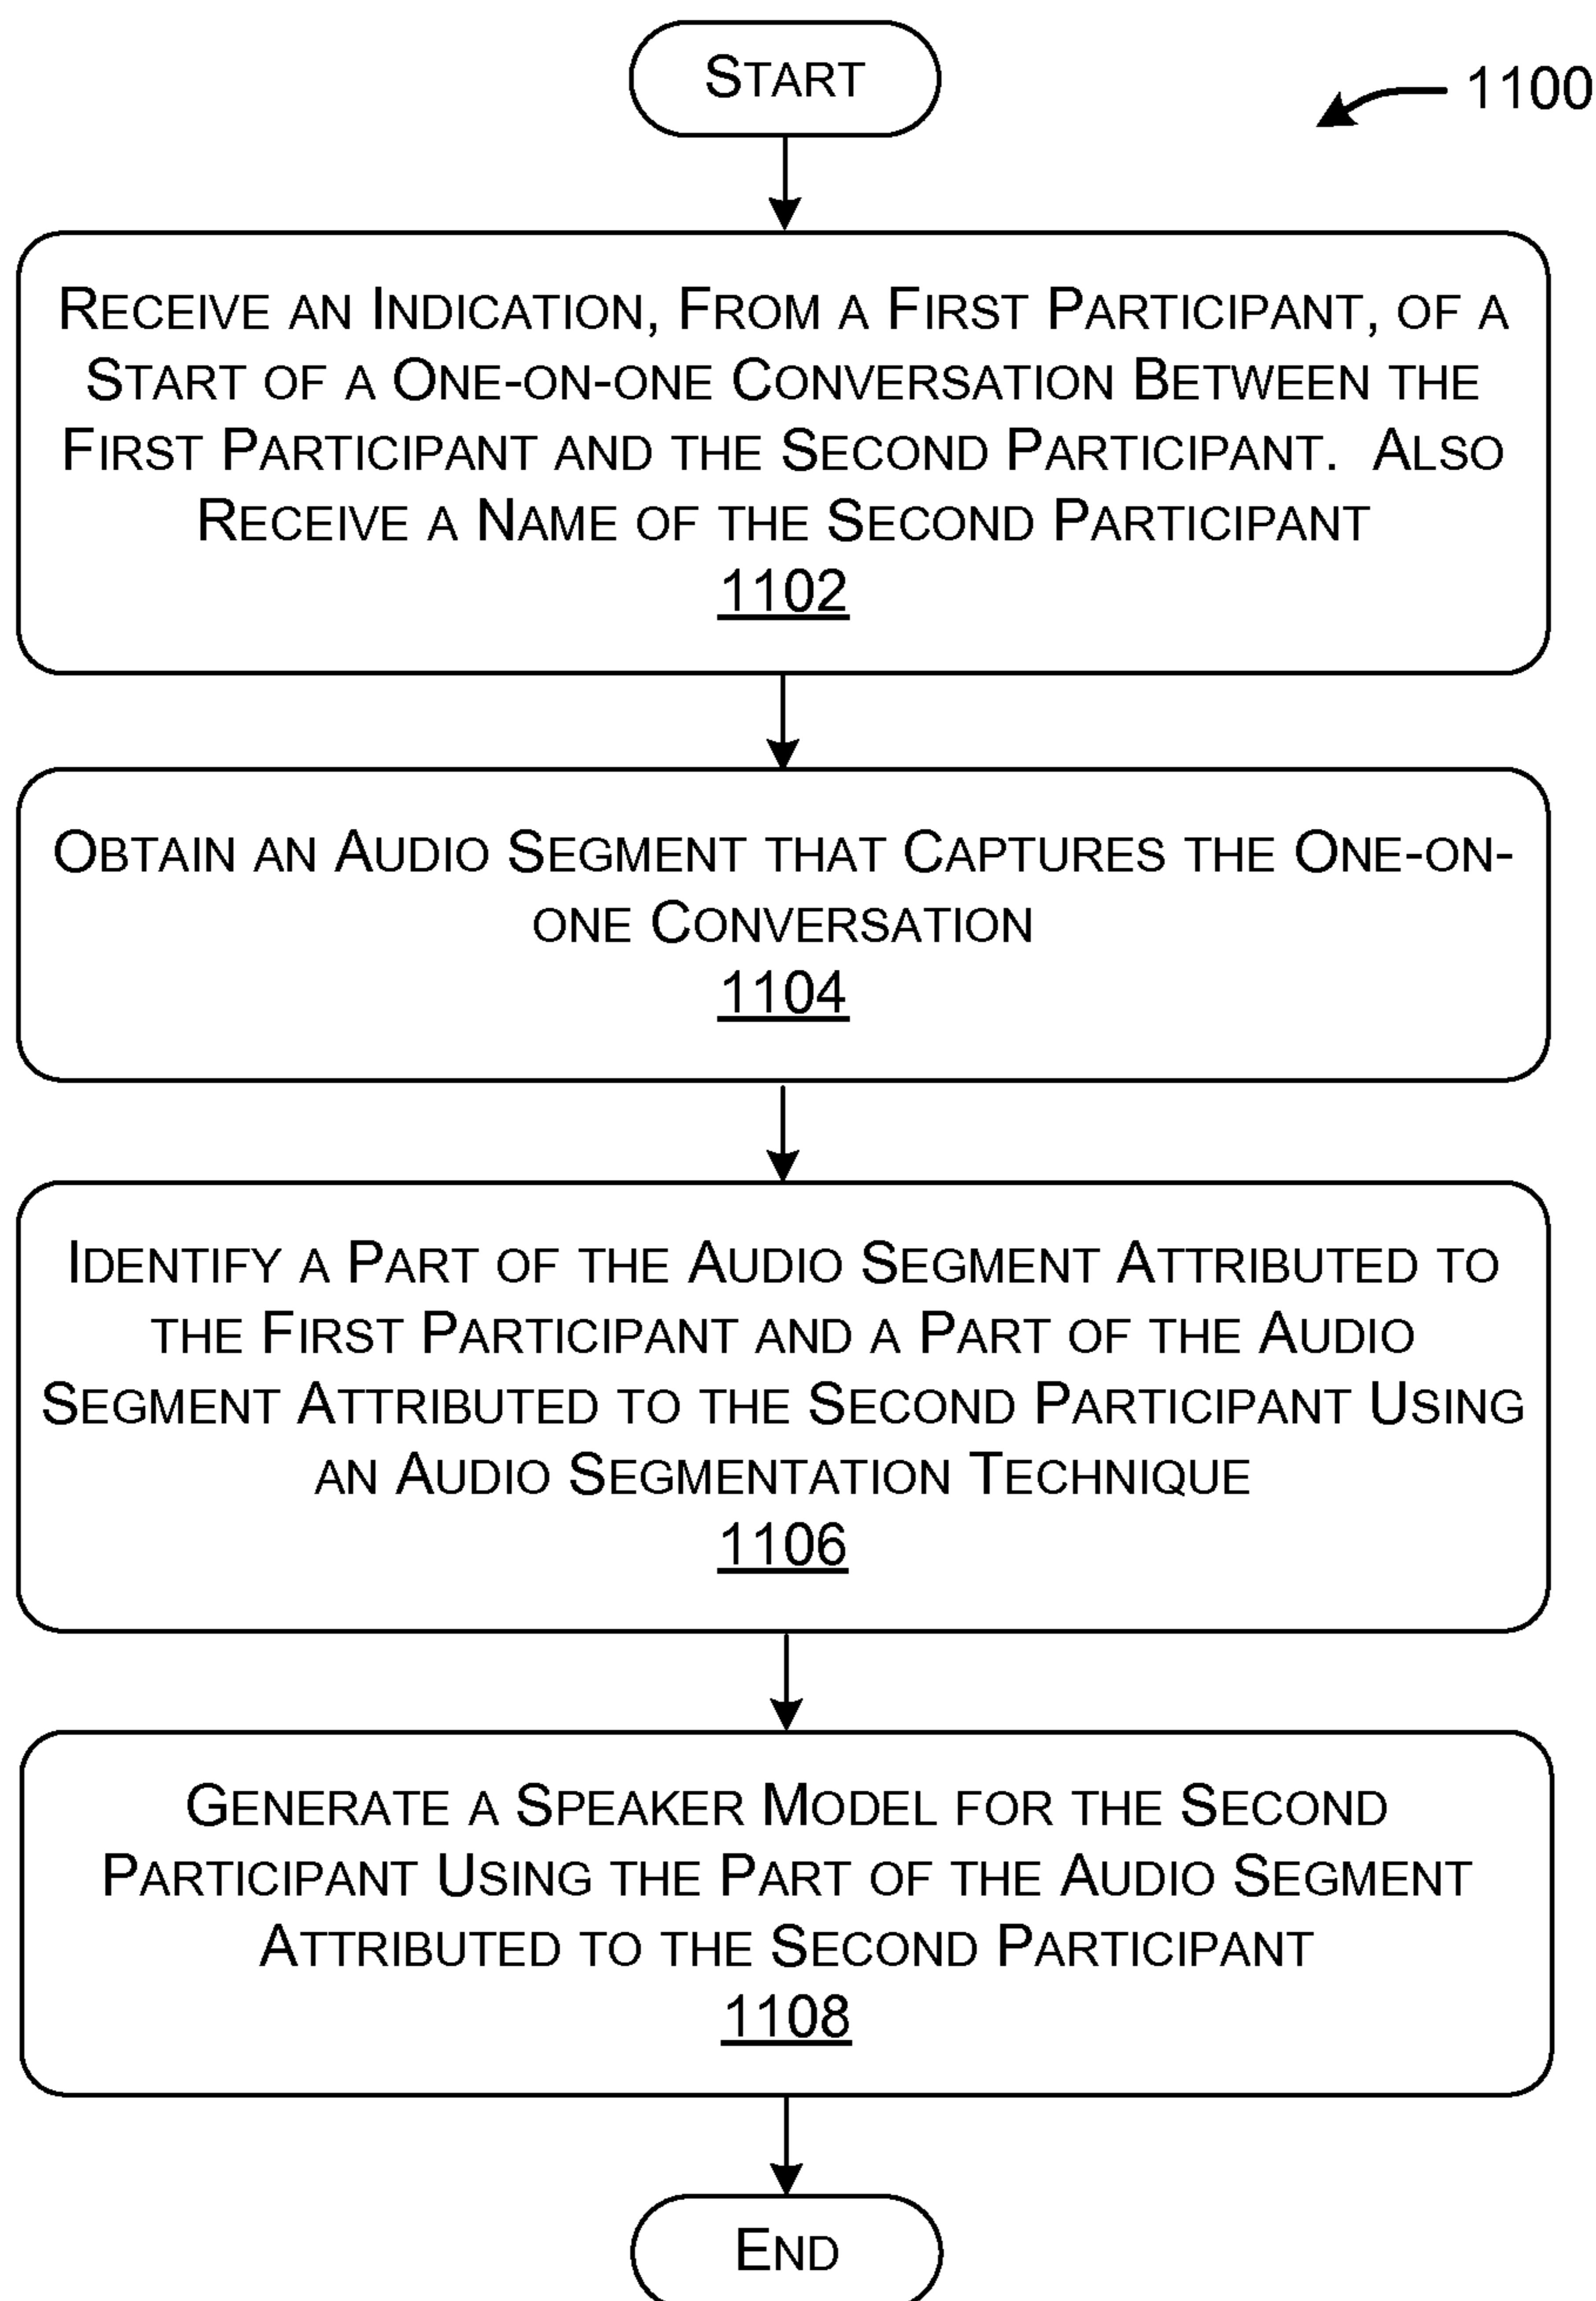 START
1100
RECEIVE AN INDICATION, FROM A FIRST PARTICIPANT, OF A
START OF A ONE-ON-ONE CONVERSATION BETWEEN THE
FIRST PARTICIPANT AND THE SECOND PARTICIPANT. ALSO
RECEIVE A NAME OF THE SECOND PARTICIPANT
1102
OBTAIN AN AUDIO SEGMENT THAT CAPTURES THE ONE-ON-
ONE CONVERSATION
1104
IDENTIFY A PART OF THE AUDIO SEGMENT ATTRIBUTED TO
THE FIRST PARTICIPANT AND A PART OF THE AUDIO
SEGMENT ATTRIBUTED TO THE SECOND PARTICIPANT USING
AN AUDIO SEGMENTATION TECHNIQUE
1106
GENERATE A SPEAKER MODEL FOR THE SECOND
PARTICIPANT USING THE PART OF THE AUDIO SEGMENT
ATTRIBUTED TO THE SECOND PARTICIPANT
1108
END